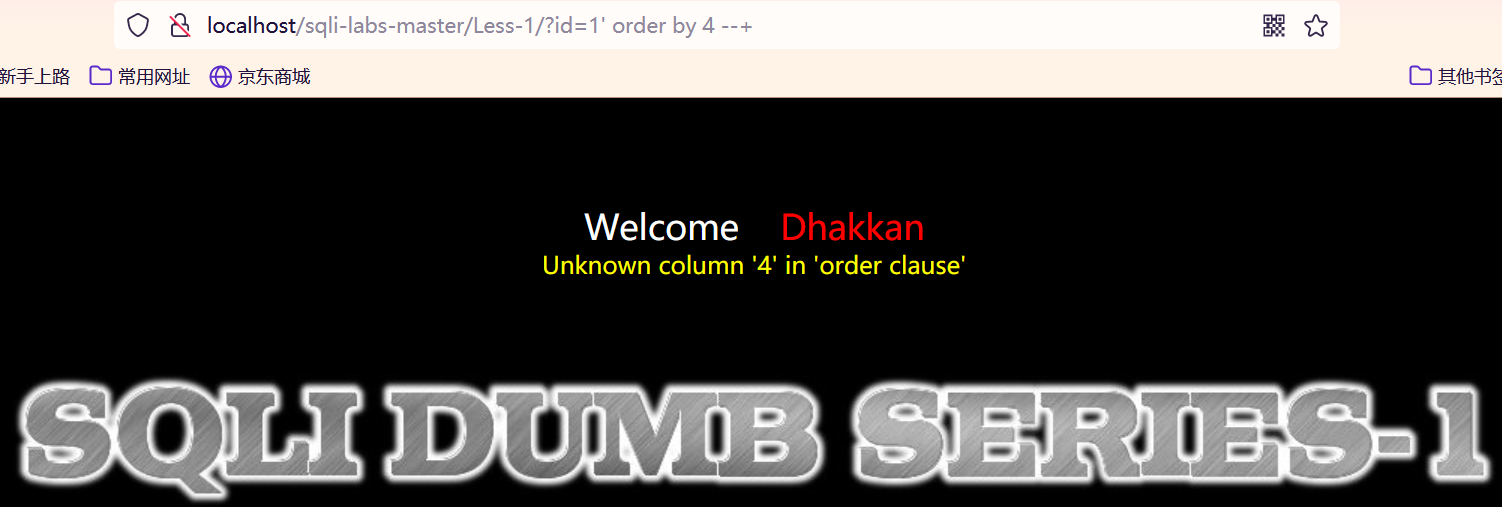 localhost/sqli-labs-master/Less-1/?id=1' order by 4 --+
新手上路 常用网址 京东商城 其他书签
Welcome Dhakkan
Unknown column '4' in 'order clause'
SQLI DUMB SERIES-1